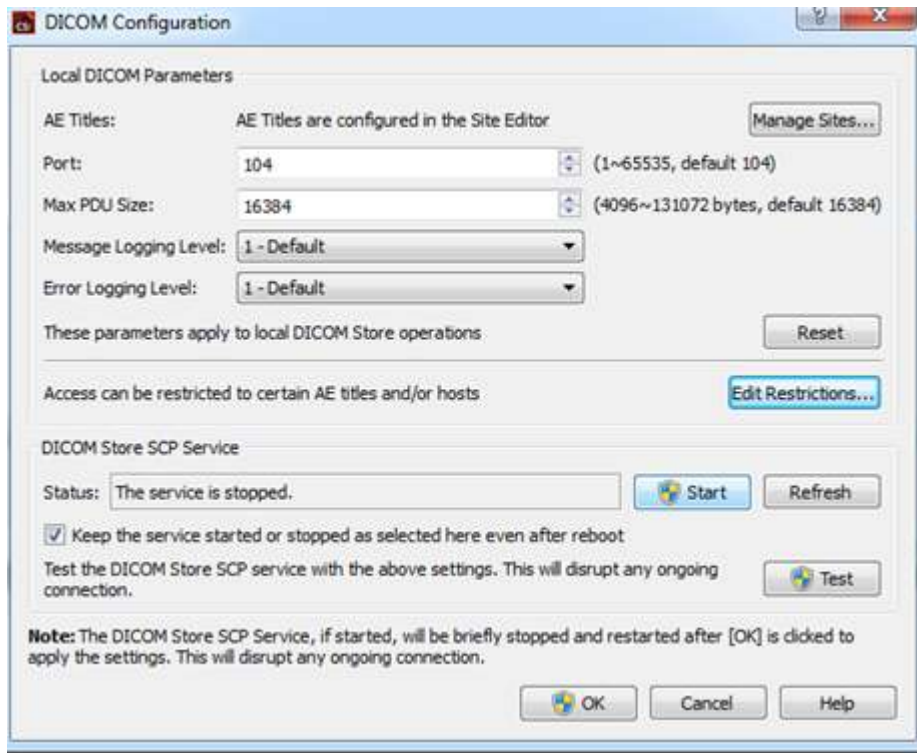 DICOM Configuration
Local DICOM Parameters
AE Titles: AE Titles are configured in the Site Editor Manage Sites...
Port: 104 (1~65535, default 104)
Max PDU Size: 16384 (4096~131072 bytes, default 16384)
Message Logging Level: 1 - Default
Error Logging Level: 1 - Default
These parameters apply to local DICOM Store operations Reset
Access can be restricted to certain AE titles and/or hosts Edit Restrictions...
DICOM Store SCP Service
Status: The service is stopped. Start Refresh
Keep the service started or stopped as selected here even after reboot
Test the DICOM Store SCP service with the above settings. This will disrupt any ongoing
connection. Test
Note: The DICOM Store SCP Service, if started, will be briefly stopped and restarted after [OK] is clicked to
apply the settings. This will disrupt any ongoing connection.
OK Cancel Help